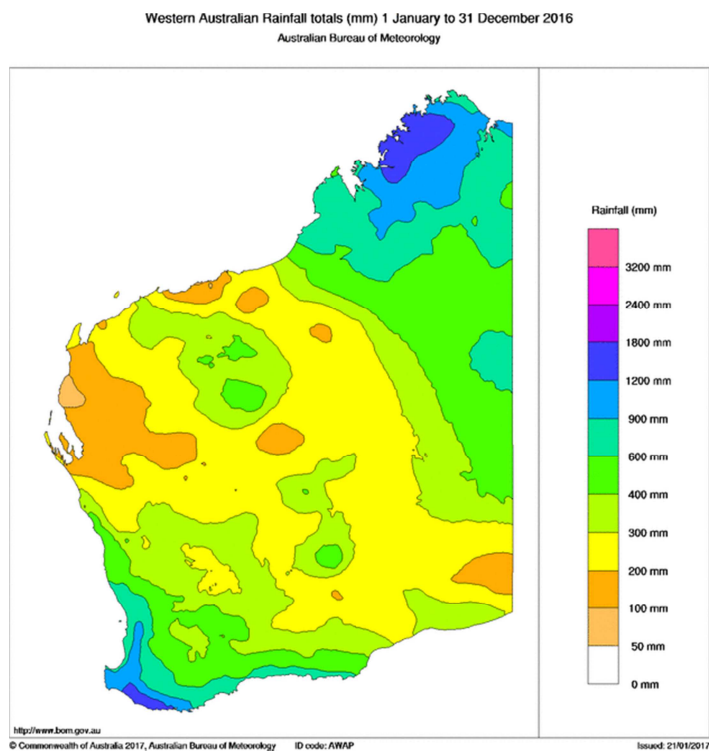 Western Australian Rainfall totals (mm) 1 January to 31 December 2016
Australian Bureau of Meteorology
Rainfall (mm)
3200 mm
2400 mm
1800 mm
1200 mm
900 mm
600 mm
400 mm
300 mm
200 mm
100 mm
50 mm
0 mm
http://www.bom.gov.au
© Commonwealth of Australia 2017, Australian Bureau of Meteorology ID code: AWAP Issued: 21/01/2017